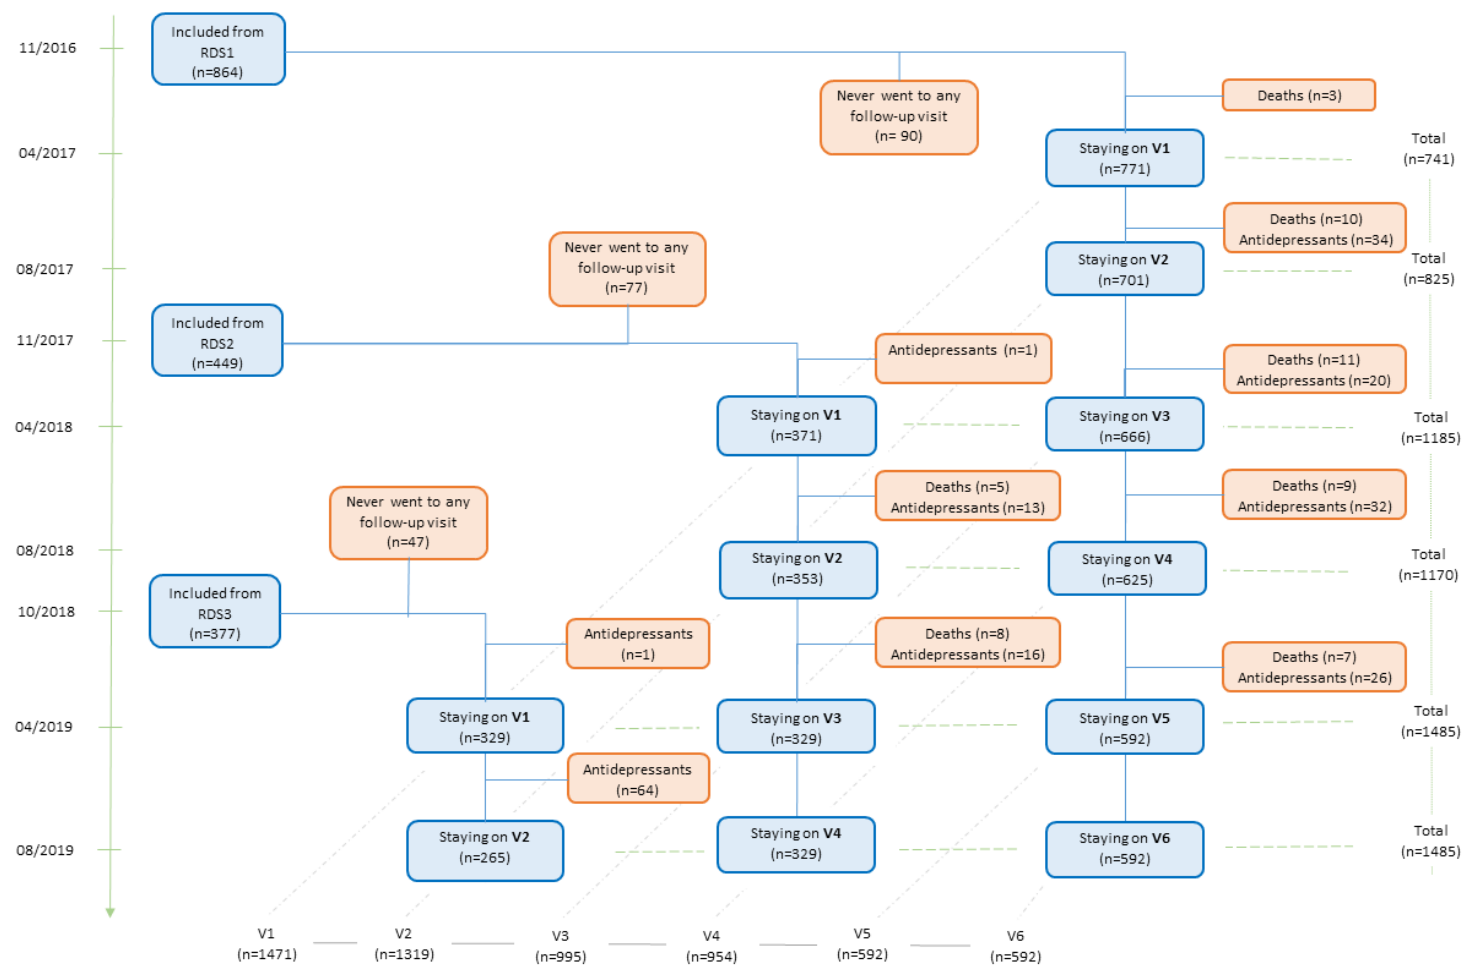 11/2016
Included from
RDS1
(n=864)
Never went to any
follow-up visit
(n= 90)
Deaths (n=3)
04/2017
Staying on V1
(n=771)
Total
(n=741)
Deaths (n=10)
Antidepressants (n=34)
Never went to any
follow-up visit
(n=77)
08/2017
Staying on V2
(n=701)
Total
(n=825)
11/2017
Included from
RDS2
(n=449)
Antidepressants (n=1)
Deaths (n=11)
Antidepressants (n=20)
04/2018
Staying on V1
(n=371)
Staying on V3
(n=666)
Total
(n=1185)
Never went to any
follow-up visit
(n=47)
Deaths (n=5)
Antidepressants (n=13)
Deaths (n=9)
Antidepressants (n=32)
08/2018
Staying on V2
(n=353)
Staying on V4
(n=625)
Total
(n=1170)
10/2018
Included from
RDS3
(n=377)
Antidepressants
(n=1)
Deaths (n=8)
Antidepressants (n=16)
Deaths (n=7)
Antidepressants (n=26)
04/2019
Staying on V1
(n=329)
Staying on V3
(n=329)
Staying on V5
(n=592)
Total
(n=1485)
Antidepressants
(n=64)
08/2019
Staying on V2
(n=265)
Staying on V4
(n=329)
Staying on V6
(n=592)
Total
(n=1485)
V1
(n=1471)
V2
(n=1319)
V3
(n=995)
V4
(n=954)
V5
(n=592)
V6
(n=592)